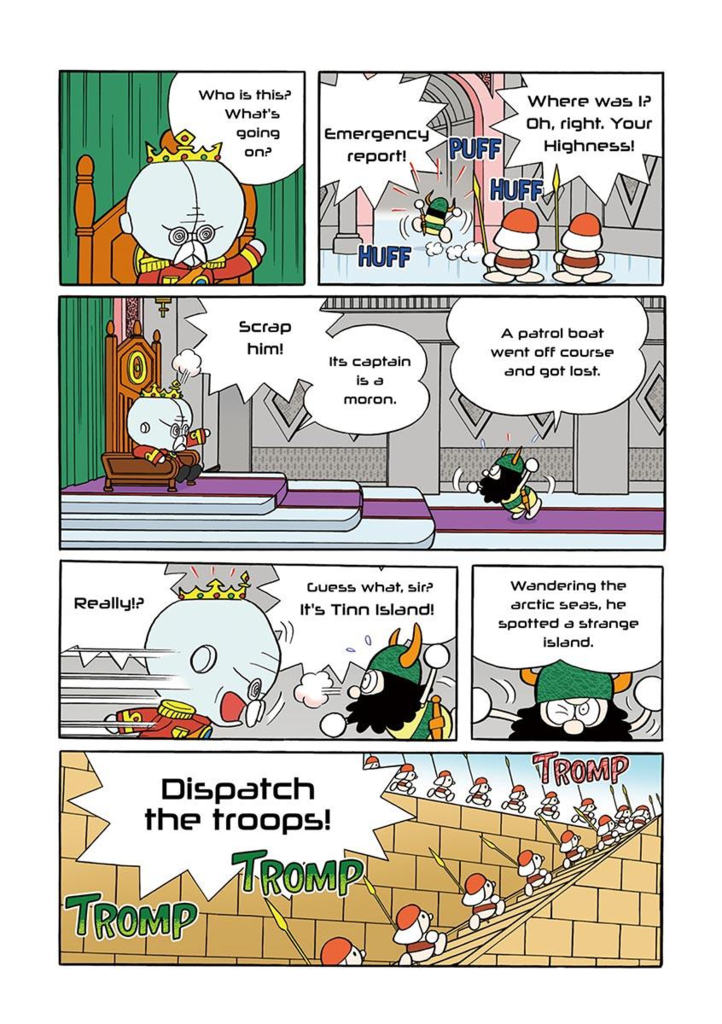 Who is this?
What's
going
on?
Emergency
report!
PUFF
HUFF
HUFF
Where was I?
Oh, right. Your
Highness!
Scrap
him!
Its captain
is a
moron.
A patrol boat
went off course
and got lost.
Really!?
Guess what, sir?
It's Tinn Island!
Wandering the
arctic seas, he
spotted a strange
island.
Dispatch
the troops!
TROMP
TROMP
TROMP